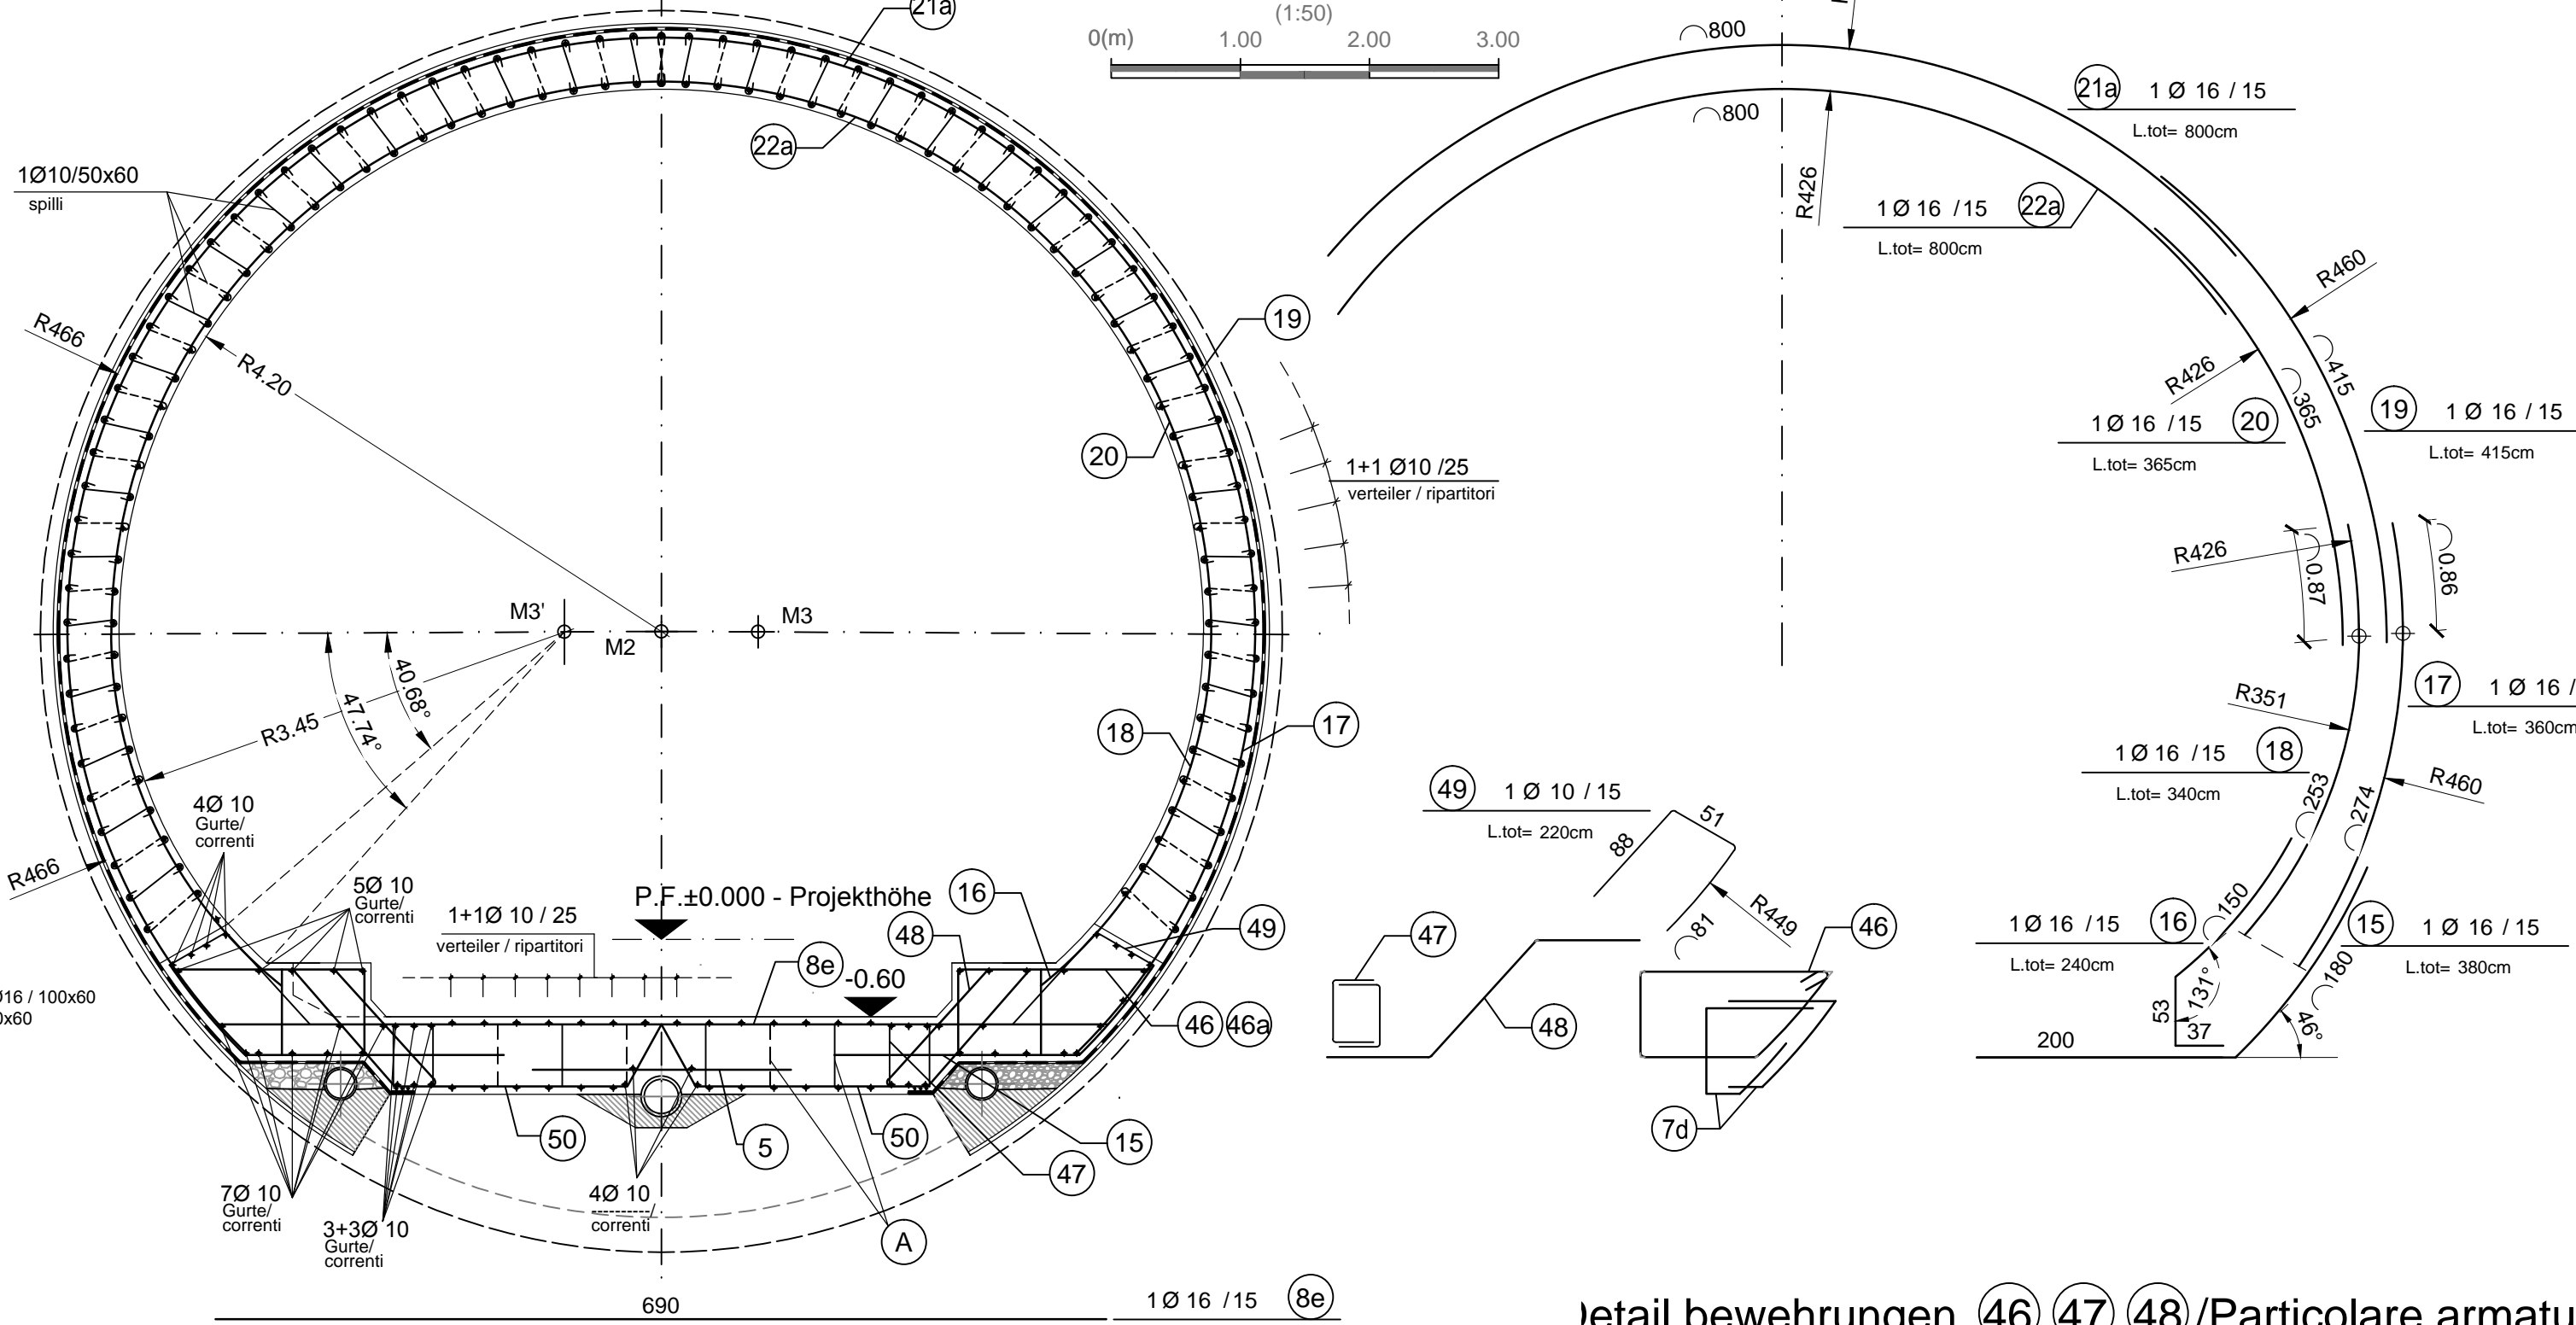 21a
(1:50)
0(m) 1.00 2.00 3.00
800
800
21a 1 Ø 16 / 15
L.tot= 800cm
22a
R426
1 Ø 16 / 15 22a
L.tot= 800cm
1Ø10/50x60
spilli
R466
R4.20
19
R460
R426
415
365
1 Ø 16 / 15 20
L.tot= 365cm
19 1 Ø 16 / 15
L.tot= 415cm
20
1+1 Ø10 /25
verteiler / ripartitori
R426
0.87
0.86
M3'
M2
M3
40.68°
47.74°
R3.45
R351
17 1 Ø 16 /
L.tot= 360cm
18
17
1 Ø 16 / 15 18
L.tot= 340cm
R460
253
274
49 1 Ø 10 / 15
L.tot= 220cm
88
51
R449
81
4Ø 10
Gurte/
correnti
R466
5Ø 10
Gurte/
correnti
P.F.±0.000 - Projekthöhe
16
1+1Ø 10 / 25
verteiler / ripartitori
48
49
8e
-0.60
47
46
48
1 Ø 16 / 15 16
L.tot= 240cm
150
15 1 Ø 16 / 15
L.tot= 380cm
180
131°
53
37
46°
200
Ø16 / 100x60
0x60
46 46a
7d
50
5
50
15
47
7Ø 10
Gurte/
correnti
3+3Ø 10
Gurte/
correnti
4Ø 10
correnti
A
690
1 Ø 16 / 15 8e
Detail bewehrungen 46 47 48 /Particolare armatu